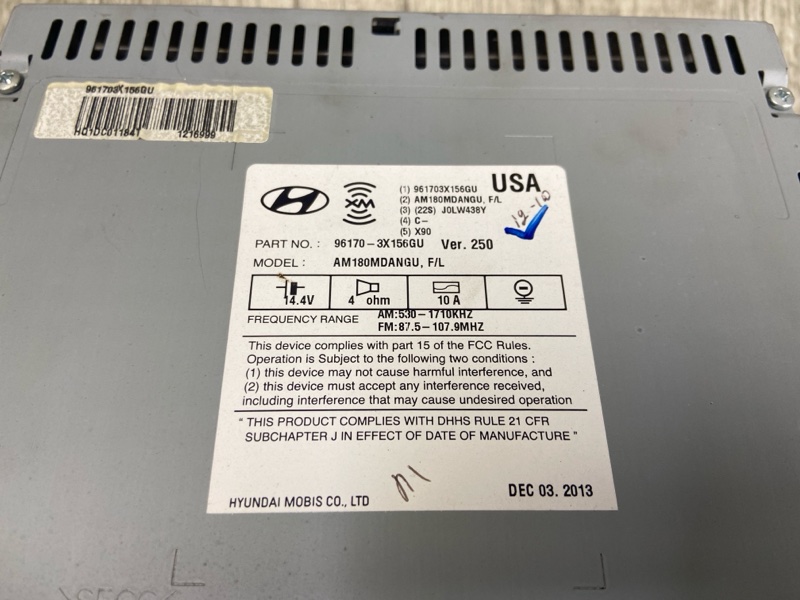 961703X156GU
HQ1DC01184T
1216999
XM
USA
12-10
(1) 961703X156GU
(2) AM180MDANGU, F/L
(3) (22S) J0LW438Y
(4) C-
(5) X90
PART NO. : 96170-3X156GU Ver. 250
MODEL : AM180MDANGU, F/L
14.4V 4 ohm 10 A
FREQUENCY RANGE AM:530-1710KHZ
FM:87.5-107.9MHZ
This device complies with part 15 of the FCC Rules.
Operation is Subject to the following two conditions :
(1) this device may not cause harmful interference, and
(2) this device must accept any interference received,
including interference that may cause undesired operation
" THIS PRODUCT COMPLIES WITH DHHS RULE 21 CFR
SUBCHAPTER J IN EFFECT OF DATE OF MANUFACTURE "
HYUNDAI MOBIS CO., LTD DEC 03. 2013